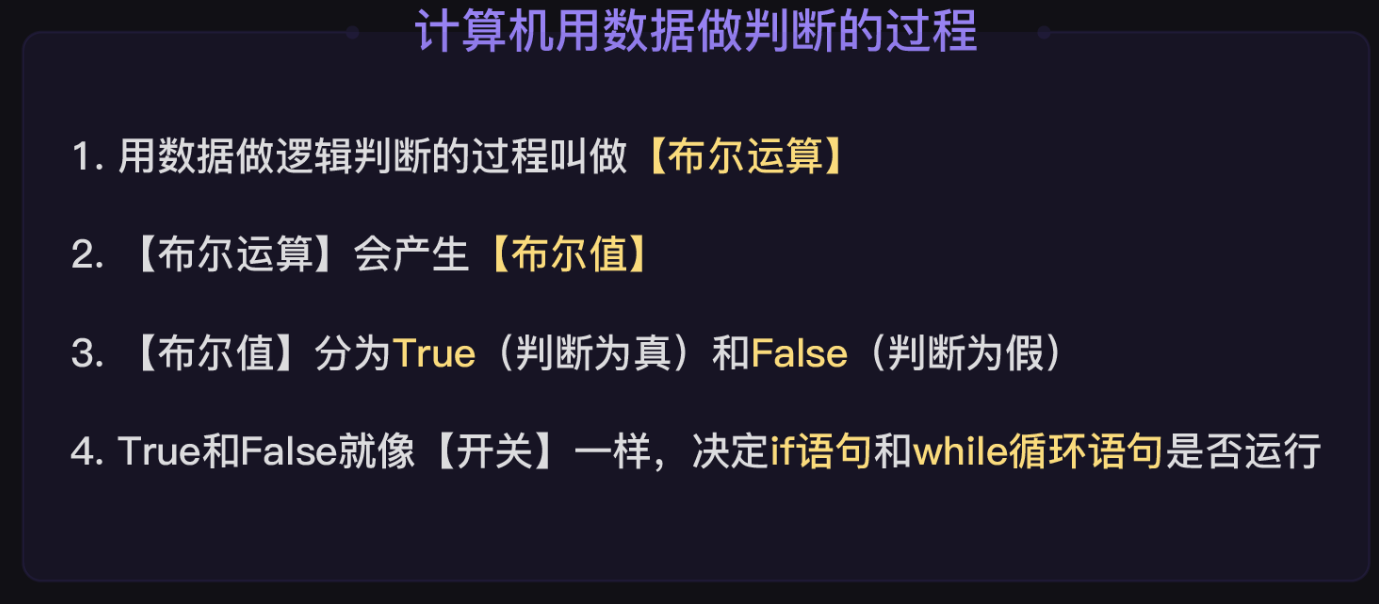 计算机用数据做判断的过程
1. 用数据做逻辑判断的过程叫做【布尔运算】
2. 【布尔运算】会产生【布尔值】
3. 【布尔值】分为True（判断为真）和False（判断为假）
4. True和False就像【开关】一样，决定if语句和while循环语句是否运行